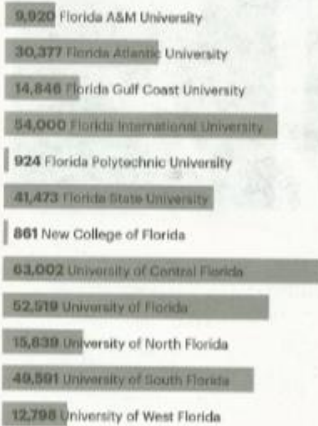 9,920 Florida A&M University
30,377 Florida Atlantic University
14,846 Florida Gulf Coast University
54,000 Florida International University
924 Florida Polytechnic University
41,473 Florida State University
861 New College of Florida
63,002 University of Central Florida
52,519 University of Florida
15,839 University of North Florida
49,591 University of South Florida
12,798 University of West Florida